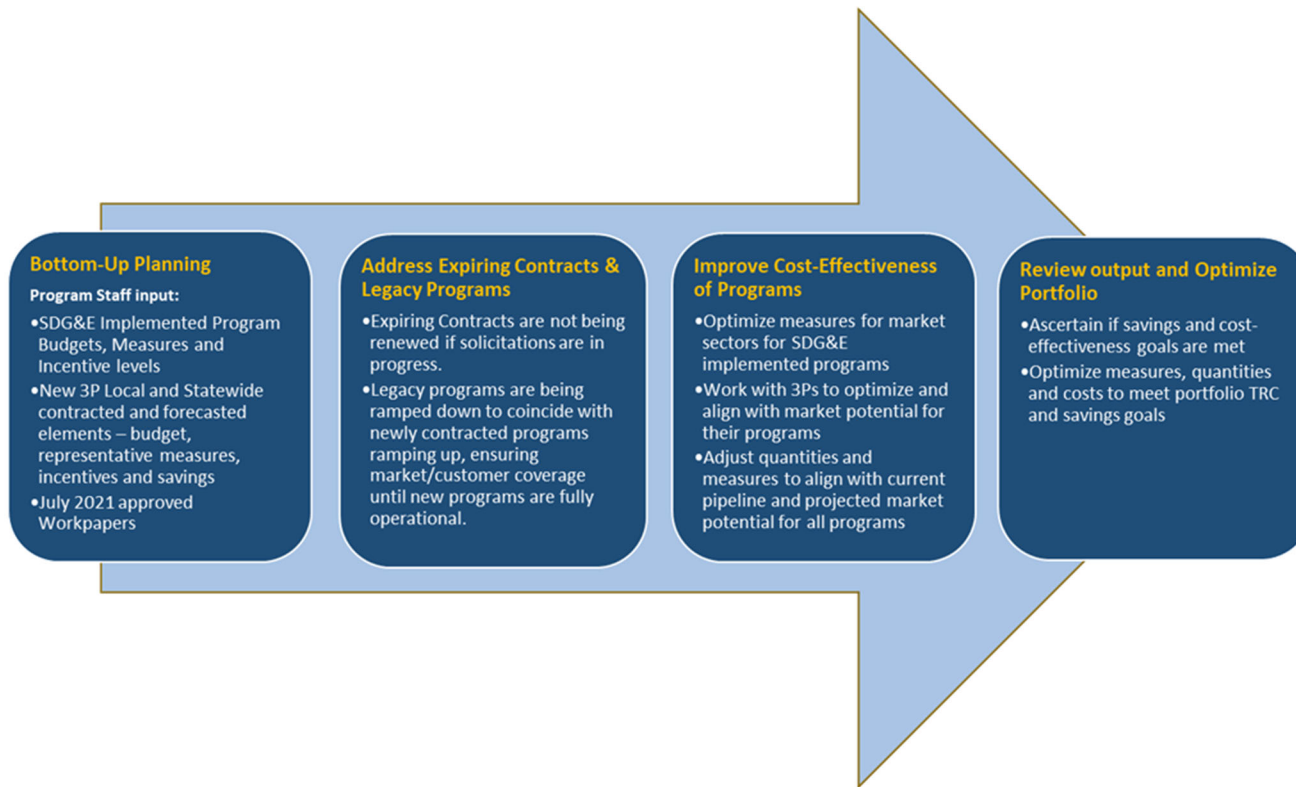 Bottom-Up Planning
Program Staff input:
•SDG&E Implemented Program
Budgets, Measures and
Incentive levels
•New 3P Local and Statewide
contracted and forecasted
elements – budget,
representative measures,
incentives and savings
•July 2021 approved
Workpapers
Address Expiring Contracts &
Legacy Programs
•Expiring Contracts are not being
renewed if solicitations are in
progress.
•Legacy programs are being
ramped down to coincide with
newly contracted programs
ramping up, ensuring
market/customer coverage
until new programs are fully
operational.
Improve Cost-Effectiveness
of Programs
•Optimize measures for market
sectors for SDG&E
implemented programs
•Work with 3Ps to optimize and
align with market potential for
their programs
•Adjust quantities and
measures to align with current
pipeline and projected market
potential for all programs
Review output and Optimize
Portfolio
•Ascertain if savings and cost-
effectiveness goals are met
•Optimize measures, quantities
and costs to meet portfolio TRC
and savings goals